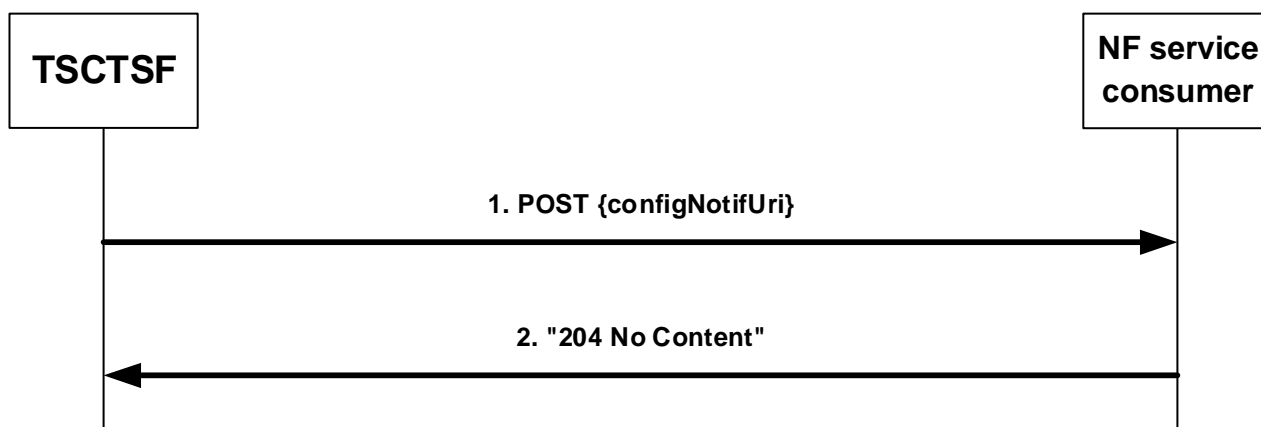 TSCTSF
NF service
consumer
1. POST {configNotifUri}
2. "204 No Content"